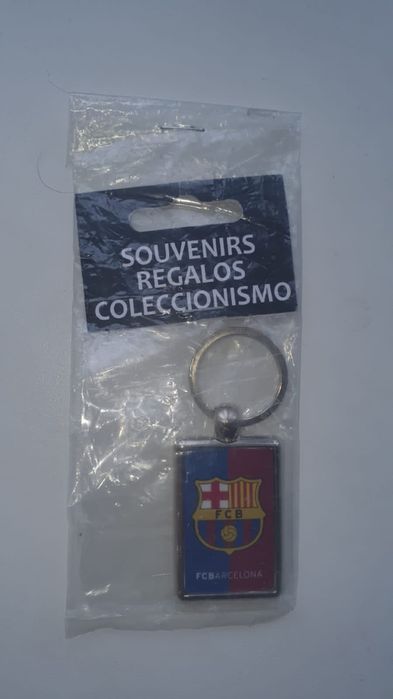 SOUVENIRS
REGALOS
COLECCIONISMO
FCB
FCBARCELONA